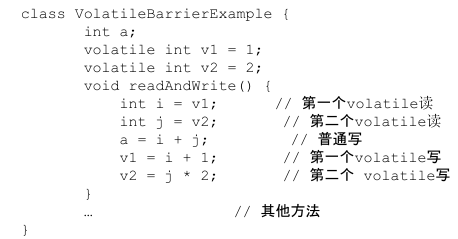 class VolatileBarrierExample {
int a;
volatile int v1 = 1;
volatile int v2 = 2;
void readAndWrite() {
int i = v1; // 第一个volatile读
int j = v2; // 第二个volatile读
a = i + j; // 普通写
v1 = i + 1; // 第一个volatile写
v2 = j * 2; // 第二个 volatile写
}
… // 其他方法
}